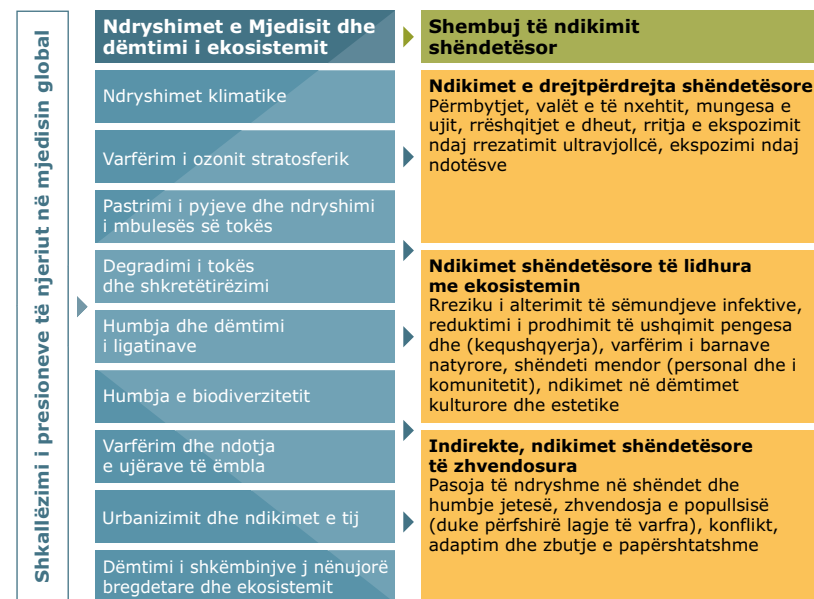 Shkallëzimi i presioneve të njeriut në mjedisin global
Ndryshimet e Mjedisit dhe
dëmtimi i ekosistemit
Ndryshimet klimatike
Varfërim i ozonit stratosferik
Pastrimi i pyjeve dhe ndryshimi
i mbulesës së tokës
Degradimi i tokës
dhe shkretëtirëzimi
Humbja dhe dëmtimi
i ligatinave
Humbja e biodiverzitetit
Varfërim dhe ndotja
e ujërave të ëmbla
Urbanizimit dhe ndikimet e tij
Dëmtimi i shkëmbinjve j nënujorë
bregdetare dhe ekosistemit
Shembuj të ndikimit
shëndetësor
Ndikimet e drejtpërdrejta shëndetësore
Përmbytjet, valët e të nxehtit, mungesa e
ujit, rrëshqitjet e dheut, rritja e ekspozimit
ndaj rrezatimit ultravjollcë, ekspozimi ndaj
ndotësve
Ndikimet shëndetësore të lidhura
me ekosistemin
Rreziku i alterimit të sëmundjeve infektive,
reduktimi i prodhimit të ushqimit pengesa
dhe (kequshqyerja), varfërim i barnave
natyrore, shëndeti mendor (personal dhe i
komunitetit), ndikimet në dëmtimet
kulturore dhe estetike
Indirekte, ndikimet shëndetësore
të zhvendosura
Pasoja të ndryshme në shëndet dhe
humbje jetesë, zhvendosja e popullsisë
(duke përfshirë lagje të varfra), konflikt,
adaptim dhe zbutje e papërshtatshme